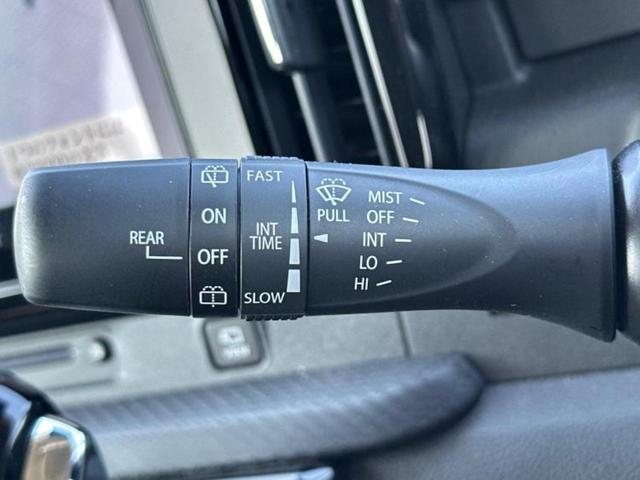 REAR
ON
OFF
FAST
INT
TIME
SLOW
PULL
MIST
OFF
INT
LO
HI